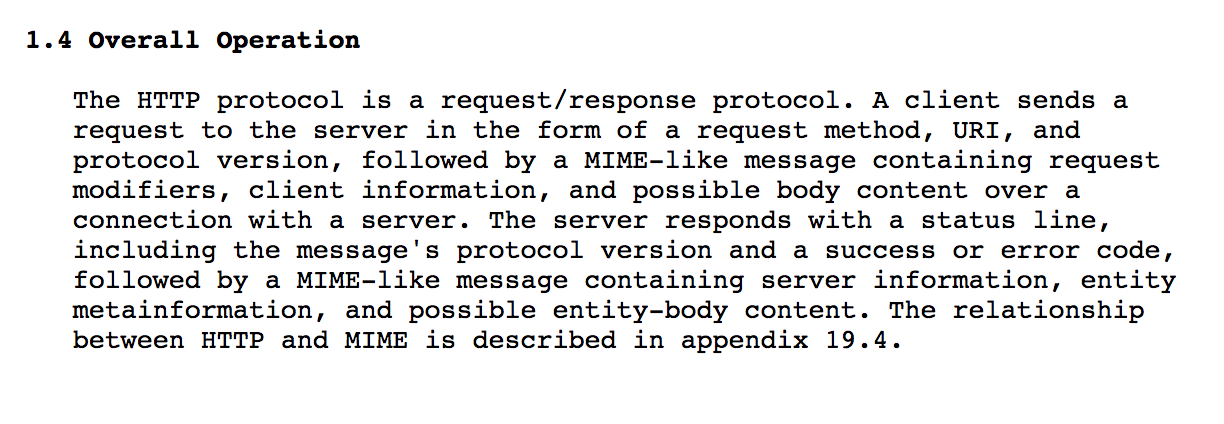 1.4 Overall Operation
The HTTP protocol is a request/response protocol. A client sends a
request to the server in the form of a request method, URI, and
protocol version, followed by a MIME-like message containing request
modifiers, client information, and possible body content over a
connection with a server. The server responds with a status line,
including the message's protocol version and a success or error code,
followed by a MIME-like message containing server information, entity
metainformation, and possible entity-body content. The relationship
between HTTP and MIME is described in appendix 19.4.